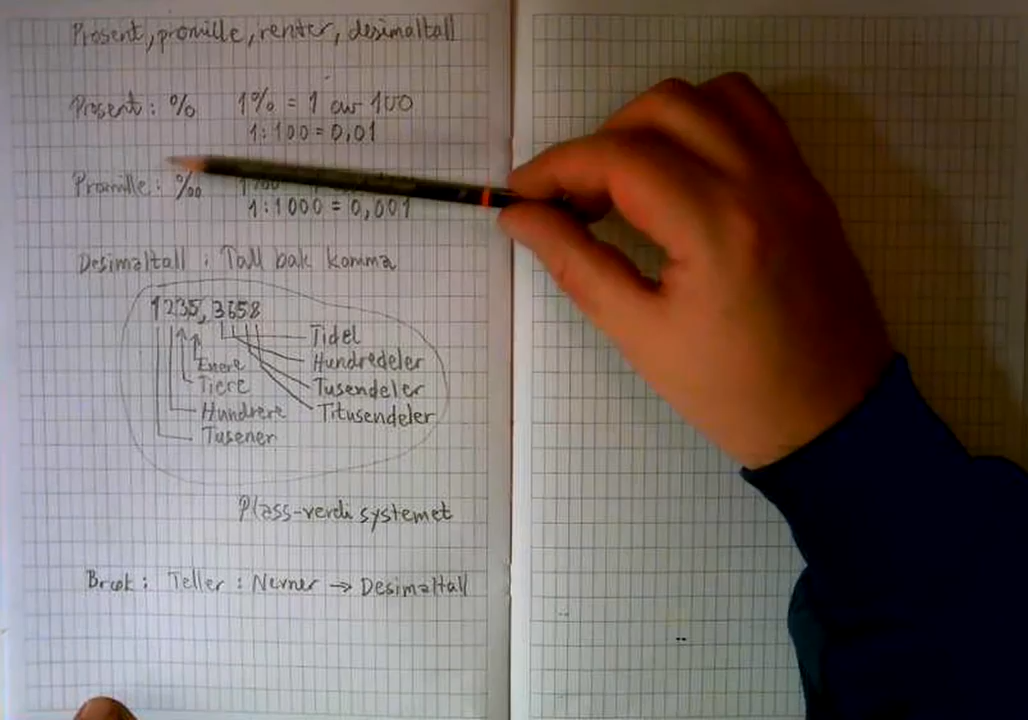 Prosent, promille, renter, desimaltall
Prosent: % 1% = 1 av 100
1:100 = 0,01
Promille: ‰
1:1000 = 0,001
Desimaltall: Tall bak komma
1235,3658
Tidel
Enere Hundredeler
Tiere Tusendeler
Hundrere Titusendeler
Tusener
Plass-verdi systemet
Brøk: Teller : Nevner → Desimaltall